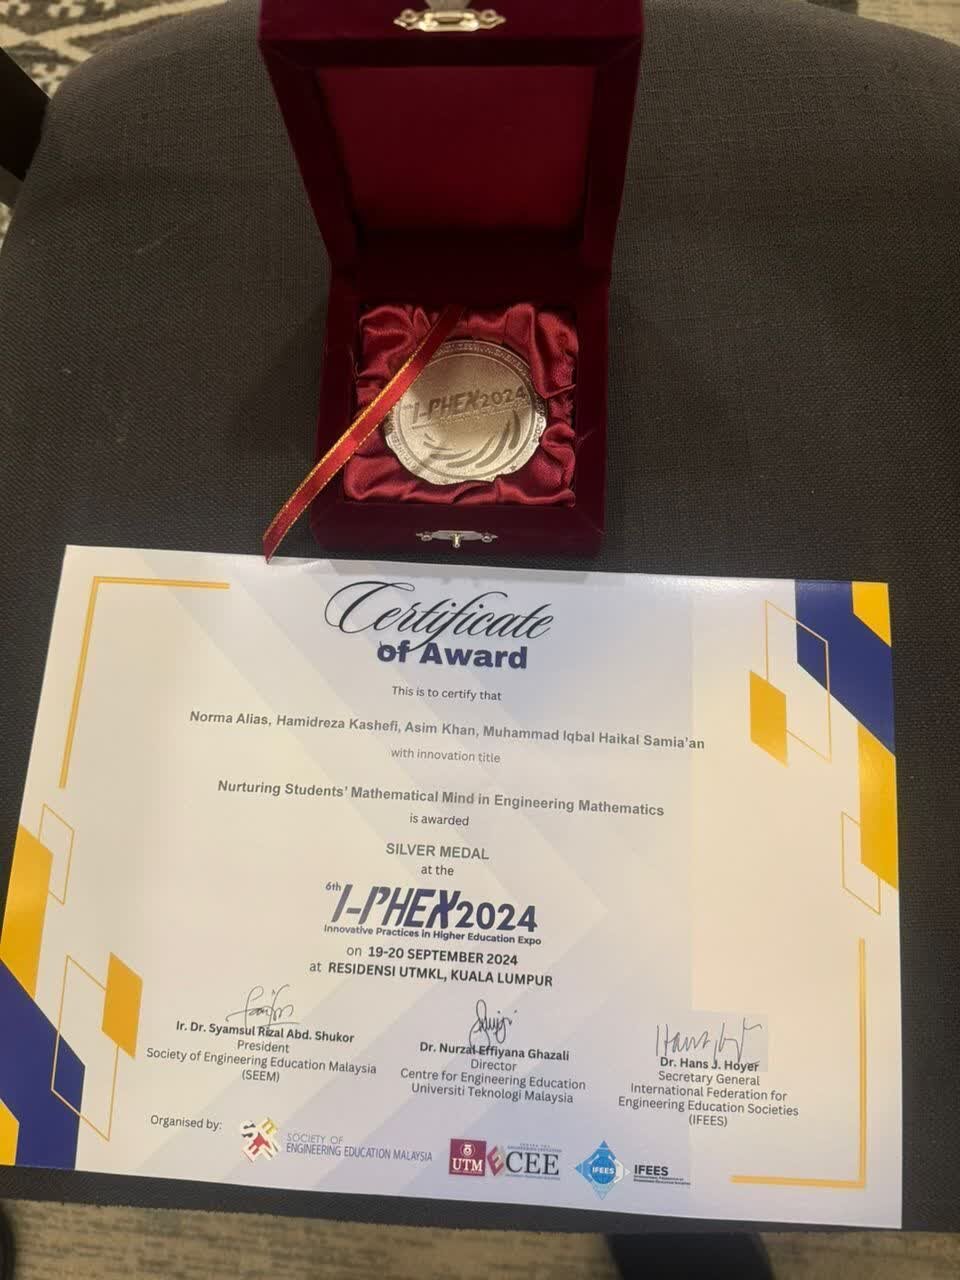 6th I-PHEX2024
Certificate
of Award
This is to certify that
Norma Alias, Hamidreza Kashefi, Asim Khan, Muhammad Iqbal Haikal Samia'an
with innovation title
Nurturing Students' Mathematical Mind in Engineering Mathematics
is awarded
SILVER MEDAL
at the
6th I-PHEX2024
Innovative Practices in Higher Education Expo
on 19-20 SEPTEMBER 2024
at RESIDENSI UTMKL, KUALA LUMPUR
Ir. Dr. Syamsul Rizal Abd. Shukor
President
Society of Engineering Education Malaysia
(SEEM)
Dr. Nurzal Effiyana Ghazali
Director
Centre for Engineering Education
Universiti Teknologi Malaysia
Dr. Hans J. Hoyer
Secretary General
International Federation for
Engineering Education Societies
(IFEES)
Organised by:
SOCIETY OF
ENGINEERING EDUCATION MALAYSIA
UTM
CEE
IFEES
IFEES